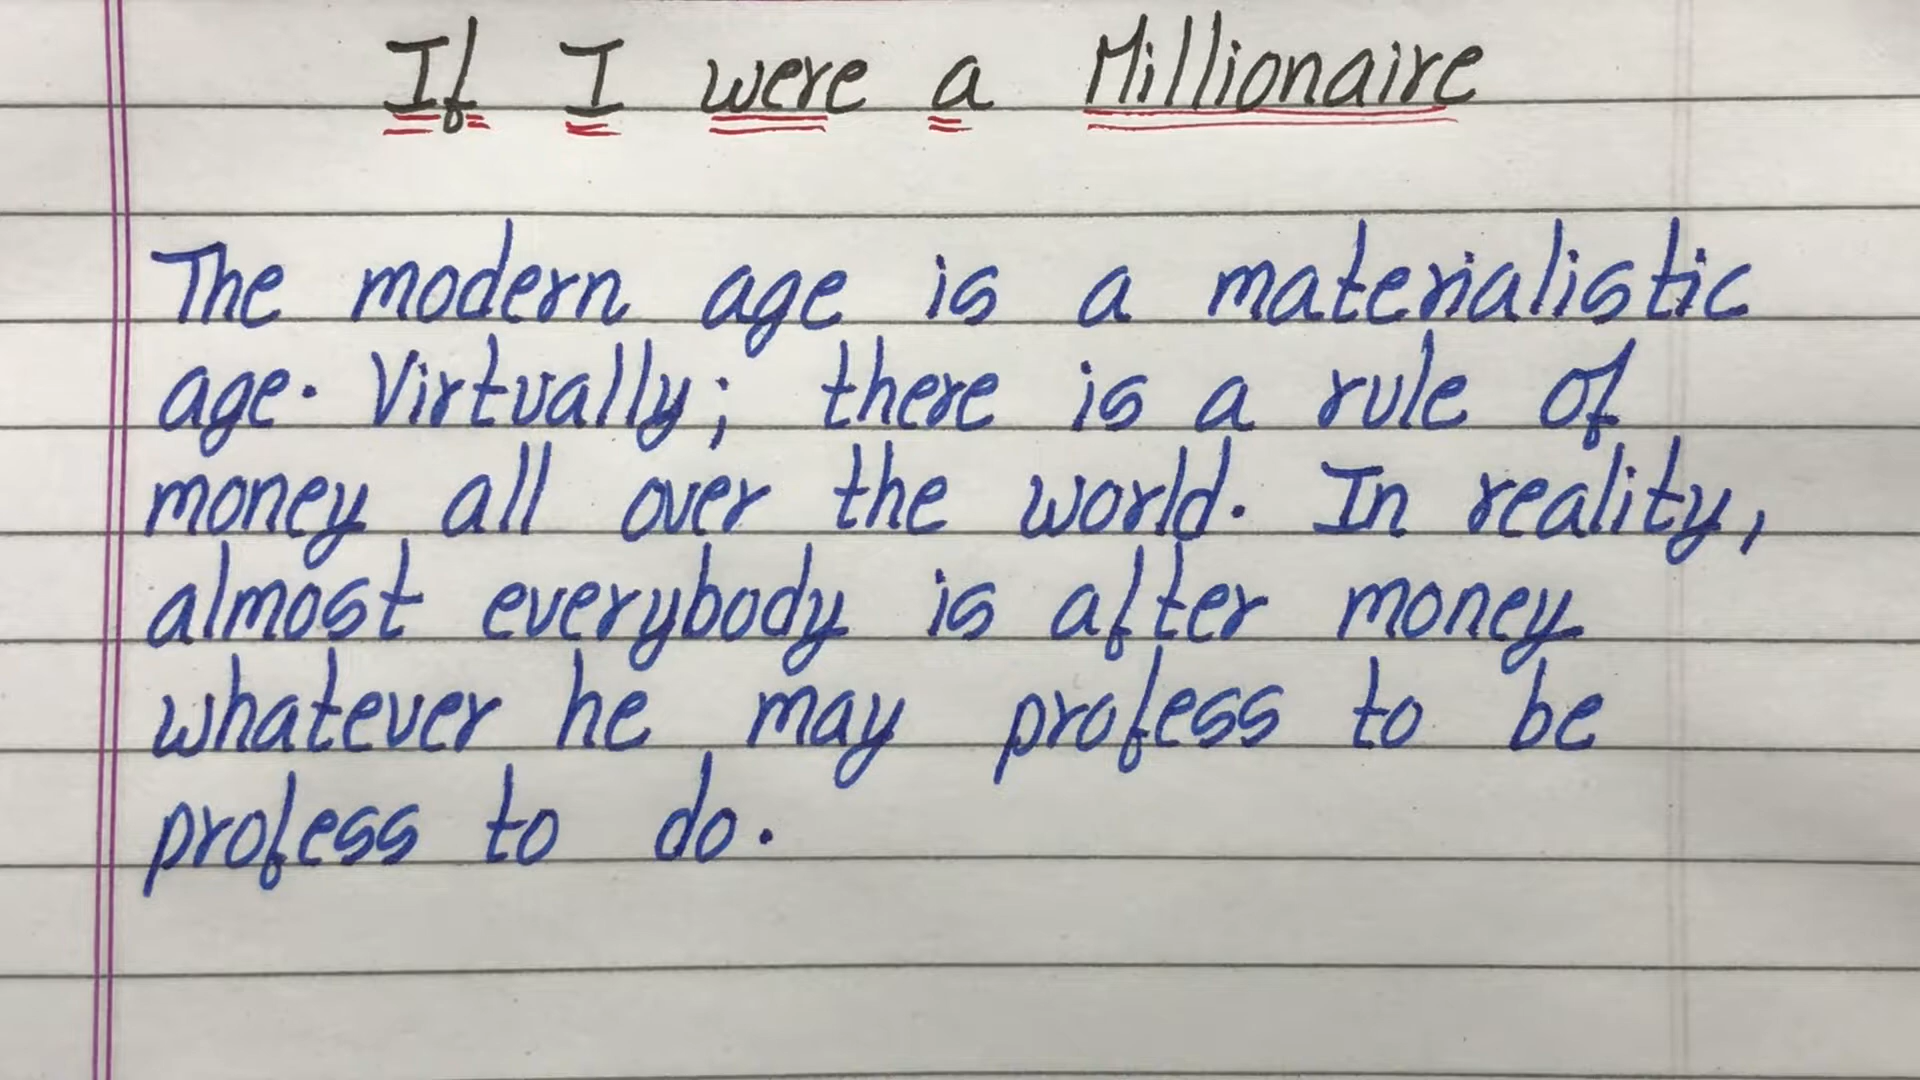 If I were a Millionaire
The modern age is a materialistic
age. Virtually; there is a rule of
money all over the world. In reality,
almost everybody is after money
whatever he may profess to be
profess to do.